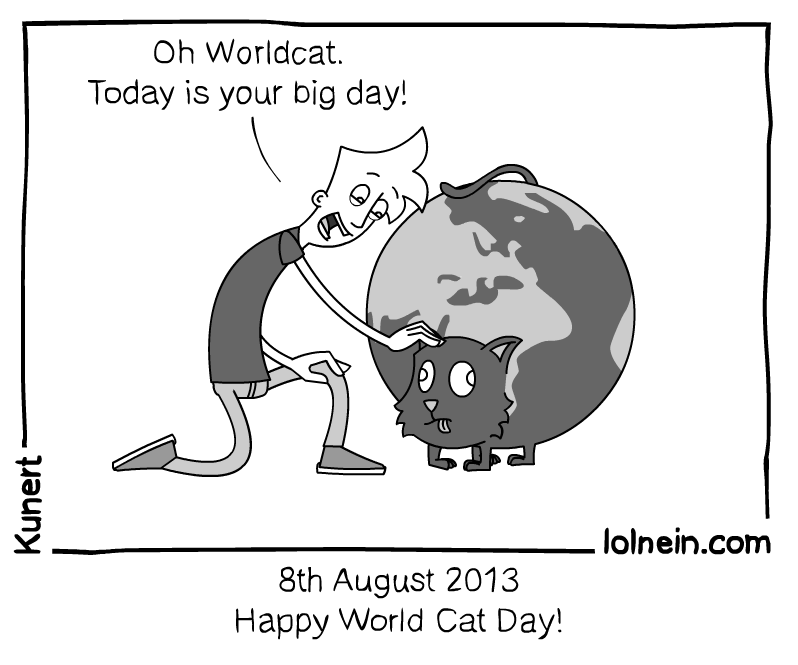 Oh Worldcat.
Today is your big day!
Kunert
lolnein.com
8th August 2013
Happy World Cat Day!